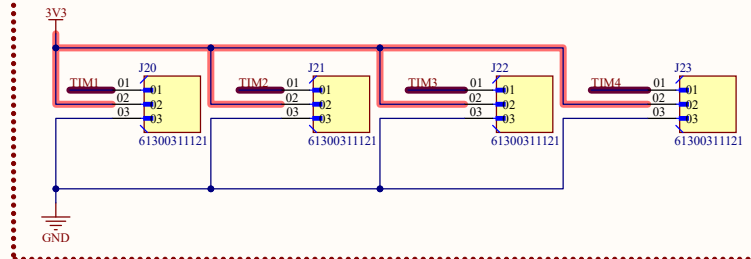 3V3
J20
J21
J22
J23
TIM1 01 01
02 02
03 03
TIM2 01 01
02 02
03 03
TIM3 01 01
02 02
03 03
TIM4 01 01
02 02
03 03
61300311121
61300311121
61300311121
61300311121
GND